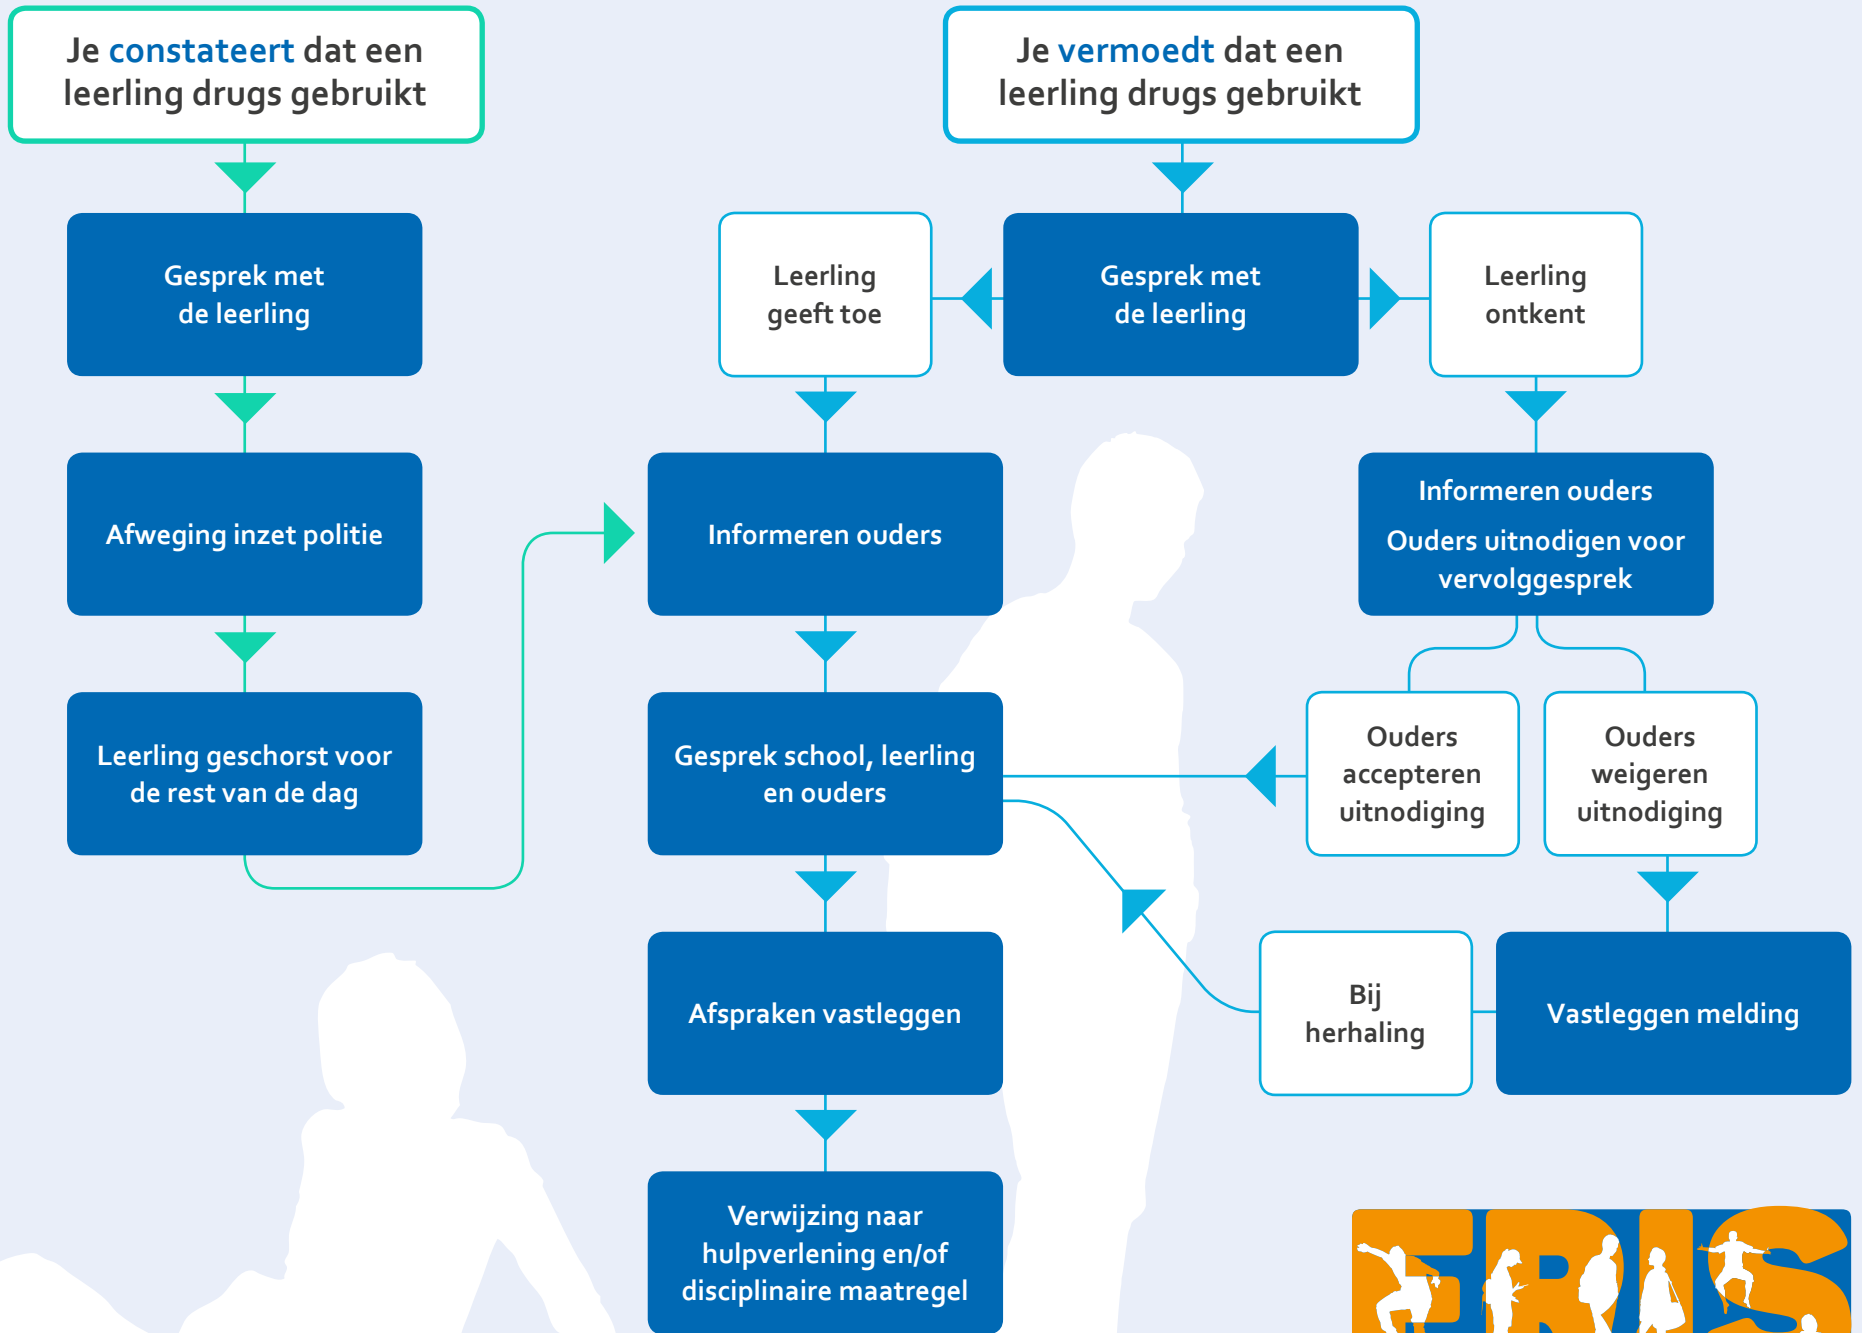 Je constateert dat een
leerling drugs gebruikt
Je vermoedt dat een
leerling drugs gebruikt
Gesprek met
de leerling
Leerling
geeft toe
Gesprek met
de leerling
Leerling
ontkent
Afweging inzet politie
Informeren ouders
Informeren ouders
Ouders uitnodigen voor
vervolggesprek
Leerling geschorst voor
de rest van de dag
Gesprek school, leerling
en ouders
Ouders
accepteren
uitnodiging
Ouders
weigeren
uitnodiging
Afspraken vastleggen
Bij
herhaling
Vastleggen melding
Verwijzing naar
hulpverlening en/of
disciplinaire maatregel
FRIS